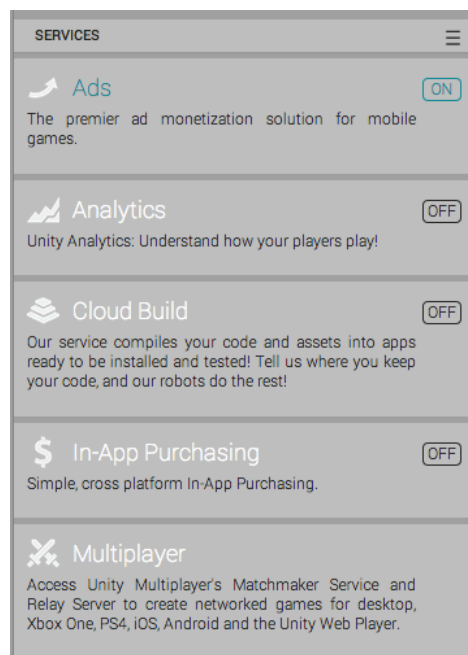 SERVICES
Ads
ON
The premier ad monetization solution for mobile
games.
Analytics
OFF
Unity Analytics: Understand how your players play!
Cloud Build
OFF
Our service compiles your code and assets into apps
ready to be installed and tested! Tell us where you keep
your code, and our robots do the rest!
In-App Purchasing
OFF
Simple, cross platform In-App Purchasing.
Multiplayer
Access Unity Multiplayer's Matchmaker Service and
Relay Server to create networked games for desktop,
Xbox One, PS4, iOS, Android and the Unity Web Player.